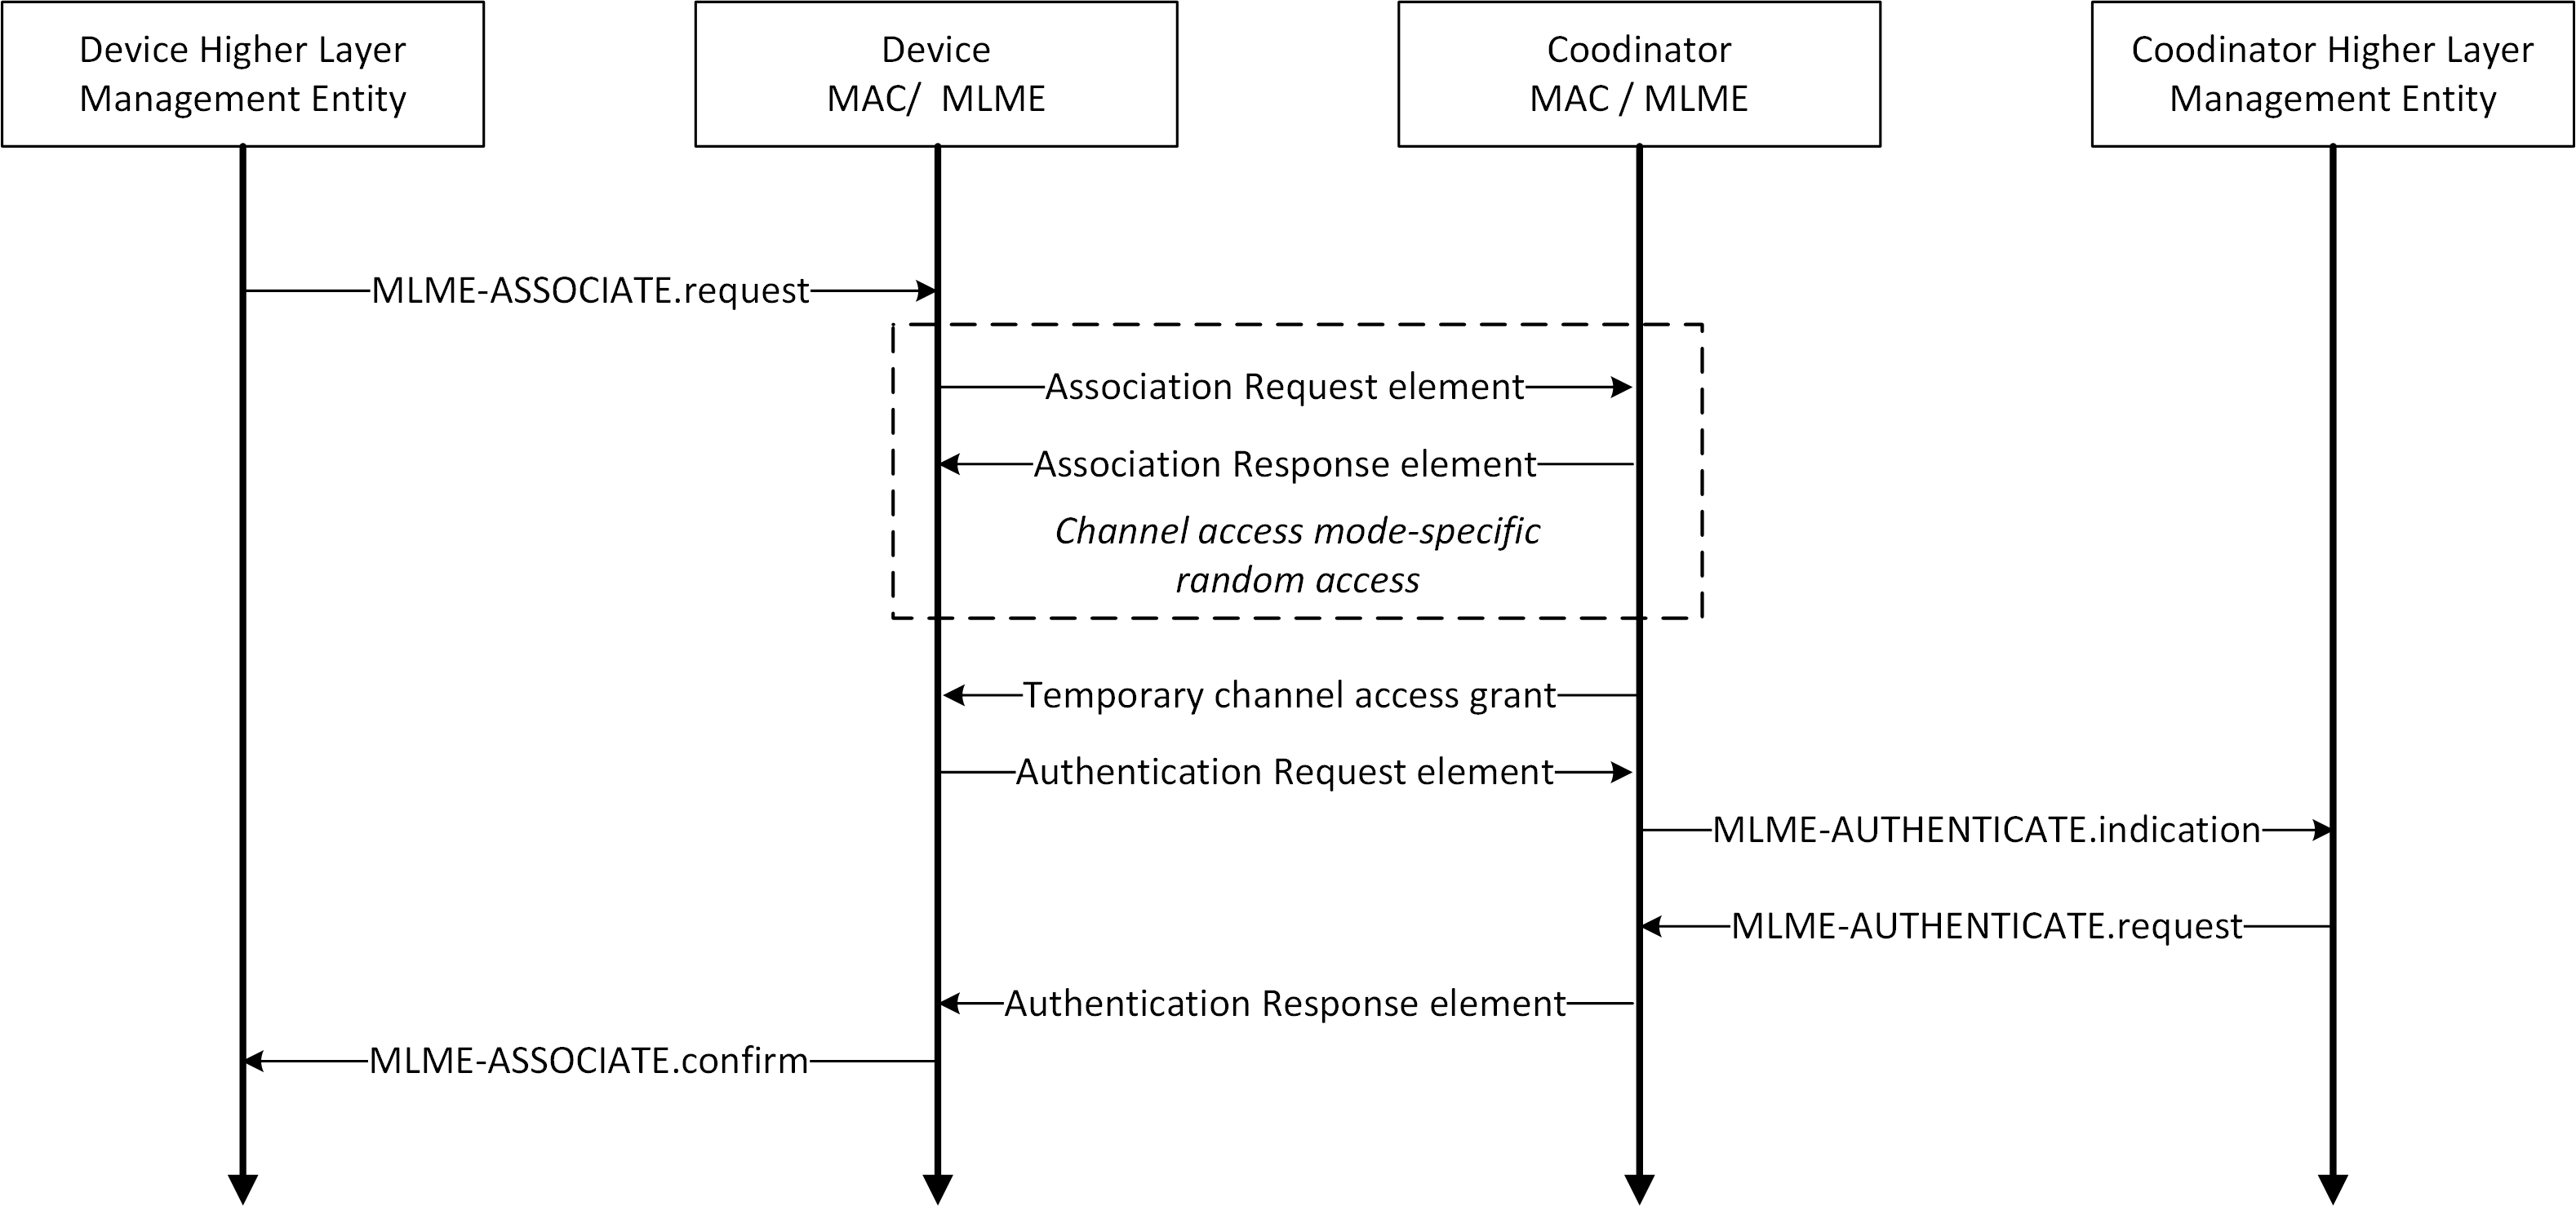 Device Higher Layer
Management Entity
Device
MAC/  MLME
Coodinator
MAC / MLME
Coodinator Higher Layer
Management Entity
MLME-ASSOCIATE.request
Association Request element
Association Response element
Channel access mode-specific
random access
Temporary channel access grant
Authentication Request element
MLME-AUTHENTICATE.indication
MLME-AUTHENTICATE.request
Authentication Response element
MLME-ASSOCIATE.confirm